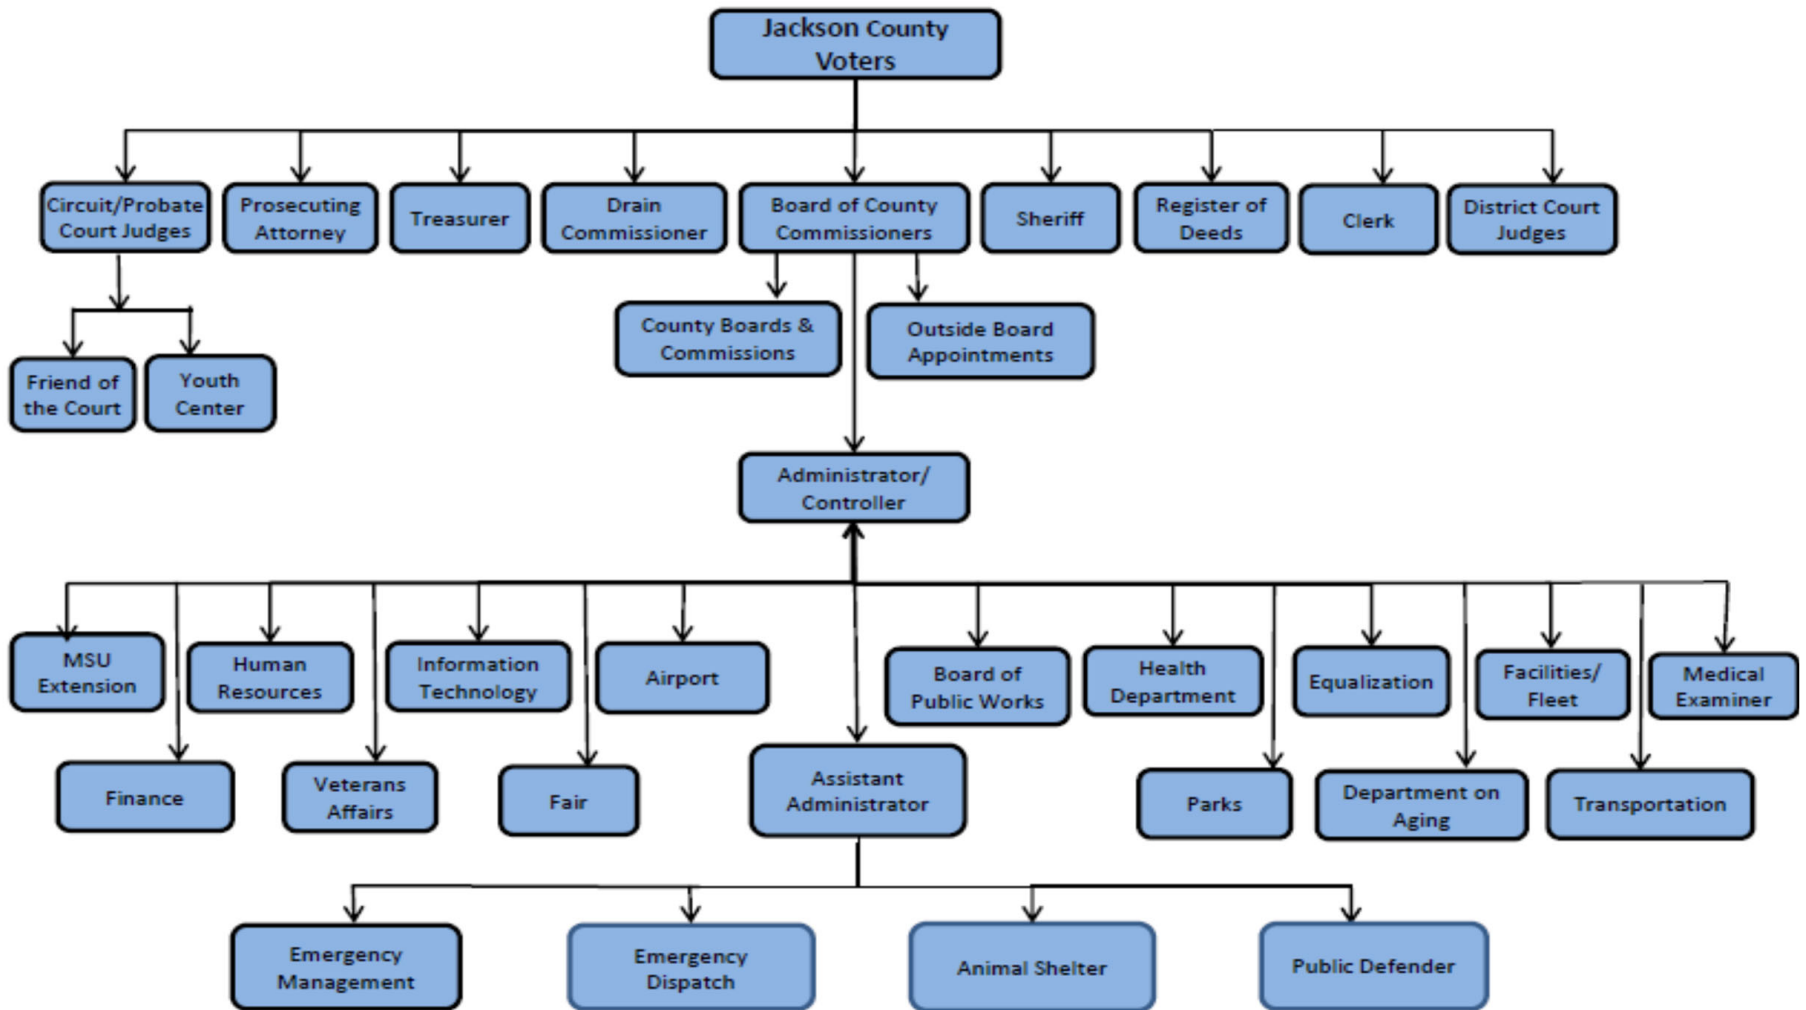 Jackson County
Voters
Circuit/Probate
Court Judges
Prosecuting
Attorney
Treasurer
Drain
Commissioner
Board of County
Commissioners
Sheriff
Register of
Deeds
Clerk
District Court
Judges
County Boards &
Commissions
Outside Board
Appointments
Friend of
the Court
Youth
Center
Administrator/
Controller
MSU
Extension
Human
Resources
Information
Technology
Airport
Board of
Public Works
Health
Department
Equalization
Facilities/
Fleet
Medical
Examiner
Finance
Veterans
Affairs
Fair
Assistant
Administrator
Parks
Department on
Aging
Transportation
Emergency
Management
Emergency
Dispatch
Animal Shelter
Public Defender